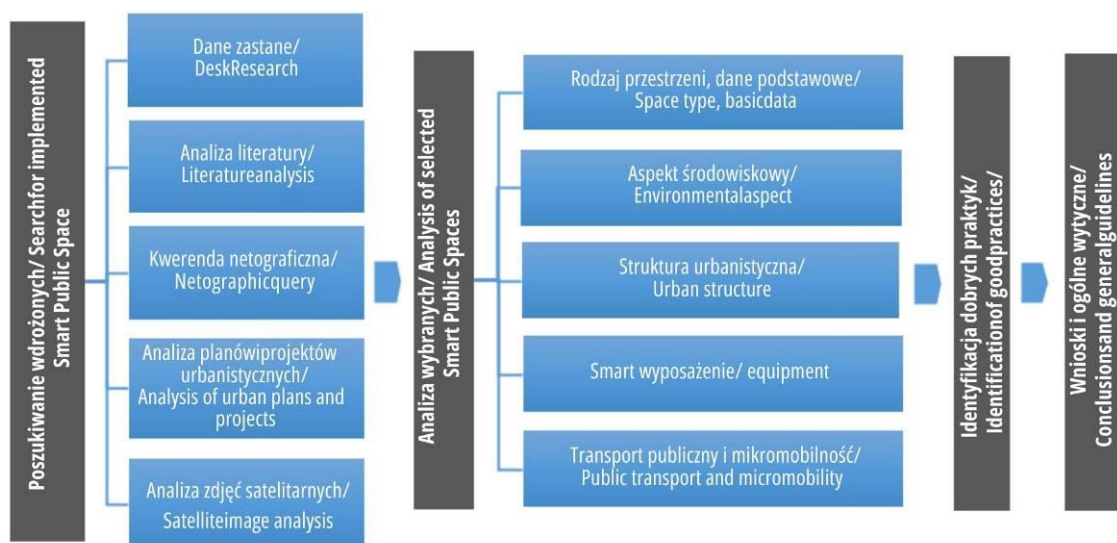 Poszukiwanie wdrożonych/ Searchfor implemented
Smart Public Space
Dane zastane/
DeskResearch
Analiza literatury/
Literatureanalysis
Kwerenda netograficzna/
Netographicquery
Analiza planówiprojektów
urbanistycznych/
Analysis of urban plans and
projects
Analiza zdjęć satelitarnych/
Satelliteimage analysis
Analiza wybranych/ Analysis of selected
Smart Public Spaces
Rodzaj przestrzeni, dane podstawowe/
Space type, basicdata
Aspekt środowiskowy/
Environmentalaspect
Struktura urbanistyczna/
Urban structure
Smart wyposażenie/ equipment
Transport publiczny i mikromobilność/
Public transport and micromobility
Identyfikacja dobrych praktyk/
Identificationof goodpractices/
Wnioski i ogólne wytyczne/
Conclusionsand generalguidelines